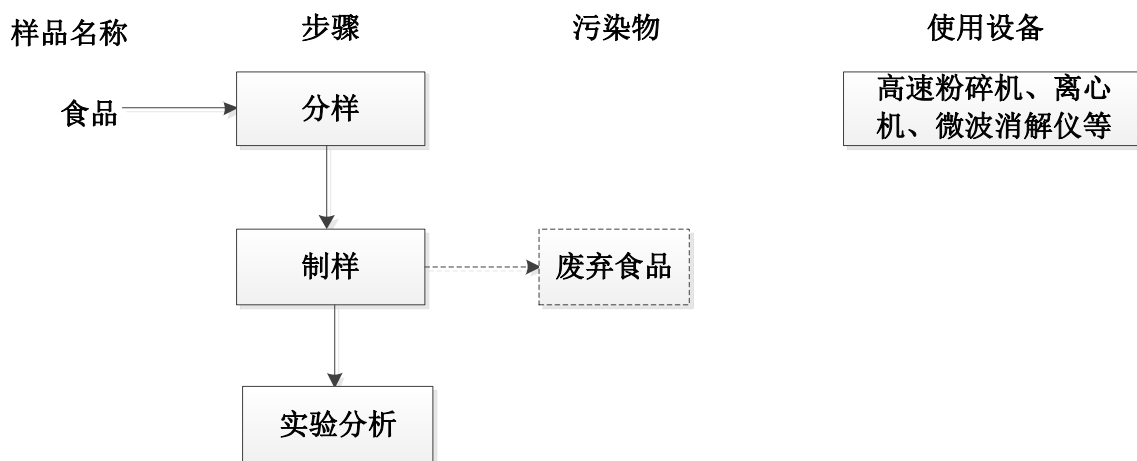 样品名称
步骤
污染物
使用设备
食品
分样
高速粉碎机、离心
机、微波消解仪等
制样
废弃食品
实验分析